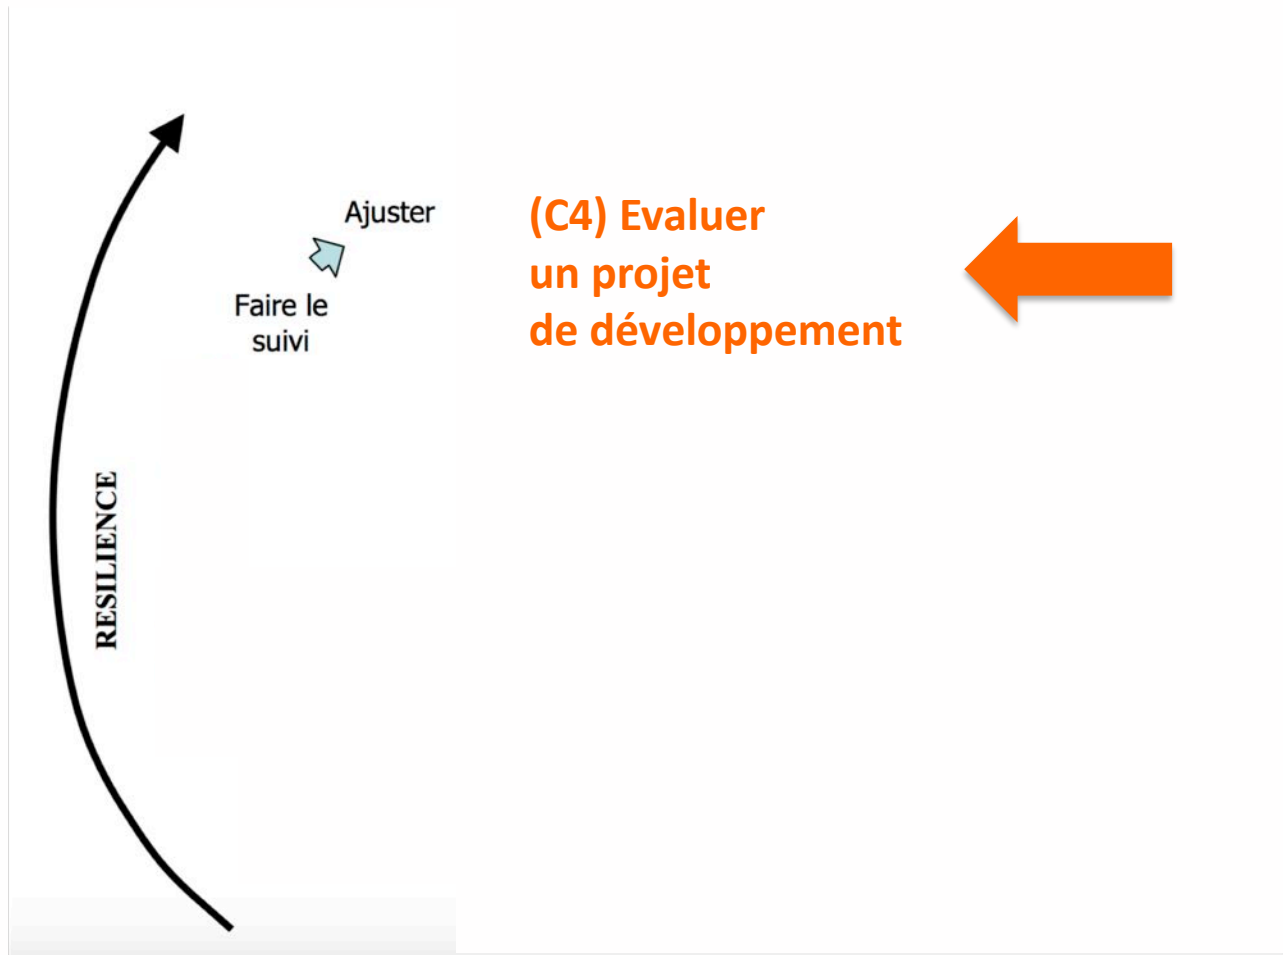 Ajuster
Faire le
suivi
RESILIENCE
(C4) Evaluer
un projet
de développement